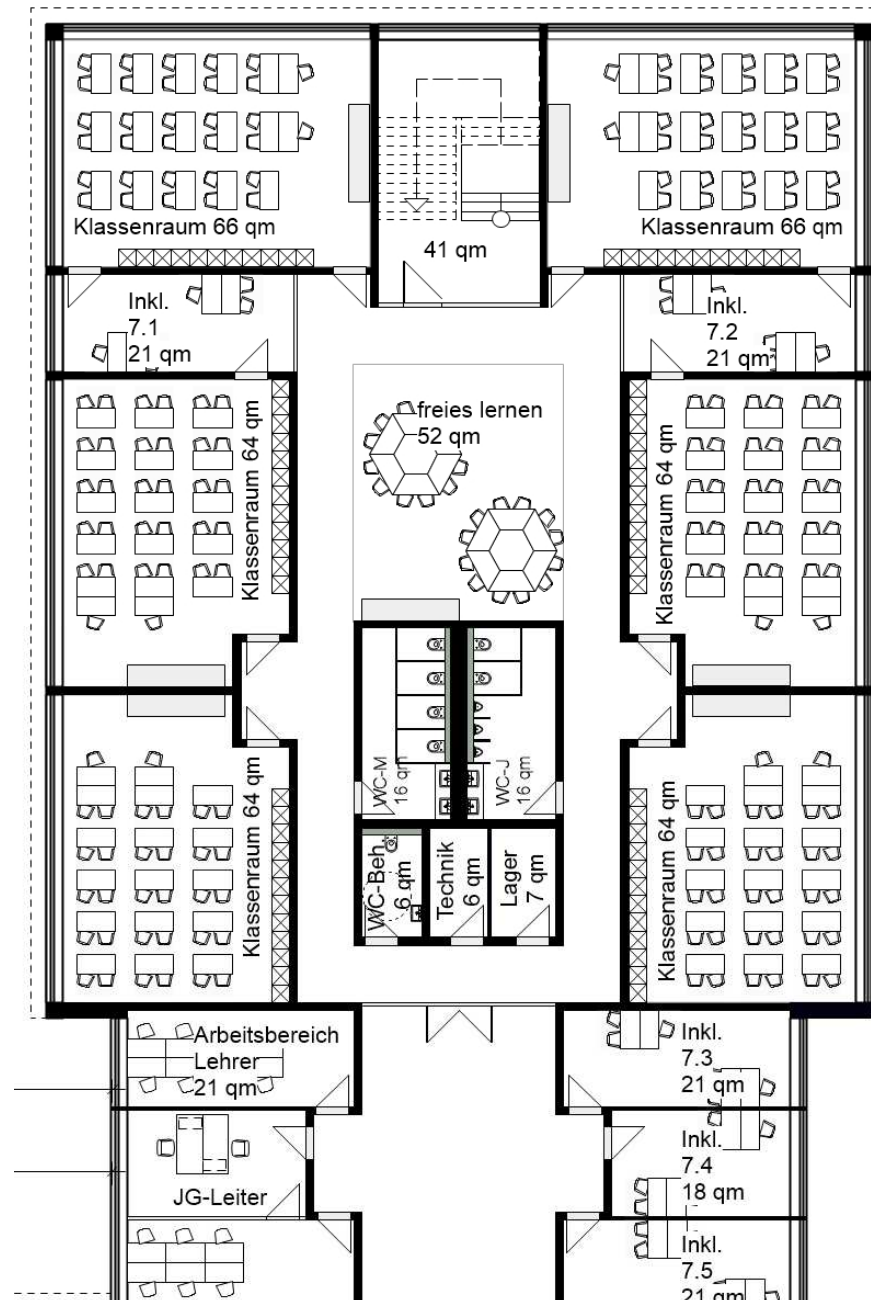 Klassenraum 66 qm
Klassenraum 66 qm
41 qm
Inkl.
7.1
21 qm
Inkl.
7.2
21 qm
freies lernen
52 qm
Klassenraum 64 qm
Klassenraum 64 qm
WC-M
16 qm
WC-J
16 qm
Klassenraum 64 qm
Klassenraum 64 qm
WC-Beh.
6 qm
Technik
6 qm
Lager
7 qm
Arbeitsbereich
Lehrer
21 qm
Inkl.
7.3
21 qm
JG-Leiter
Inkl.
7.4
18 qm
Inkl.
7.5
21 qm